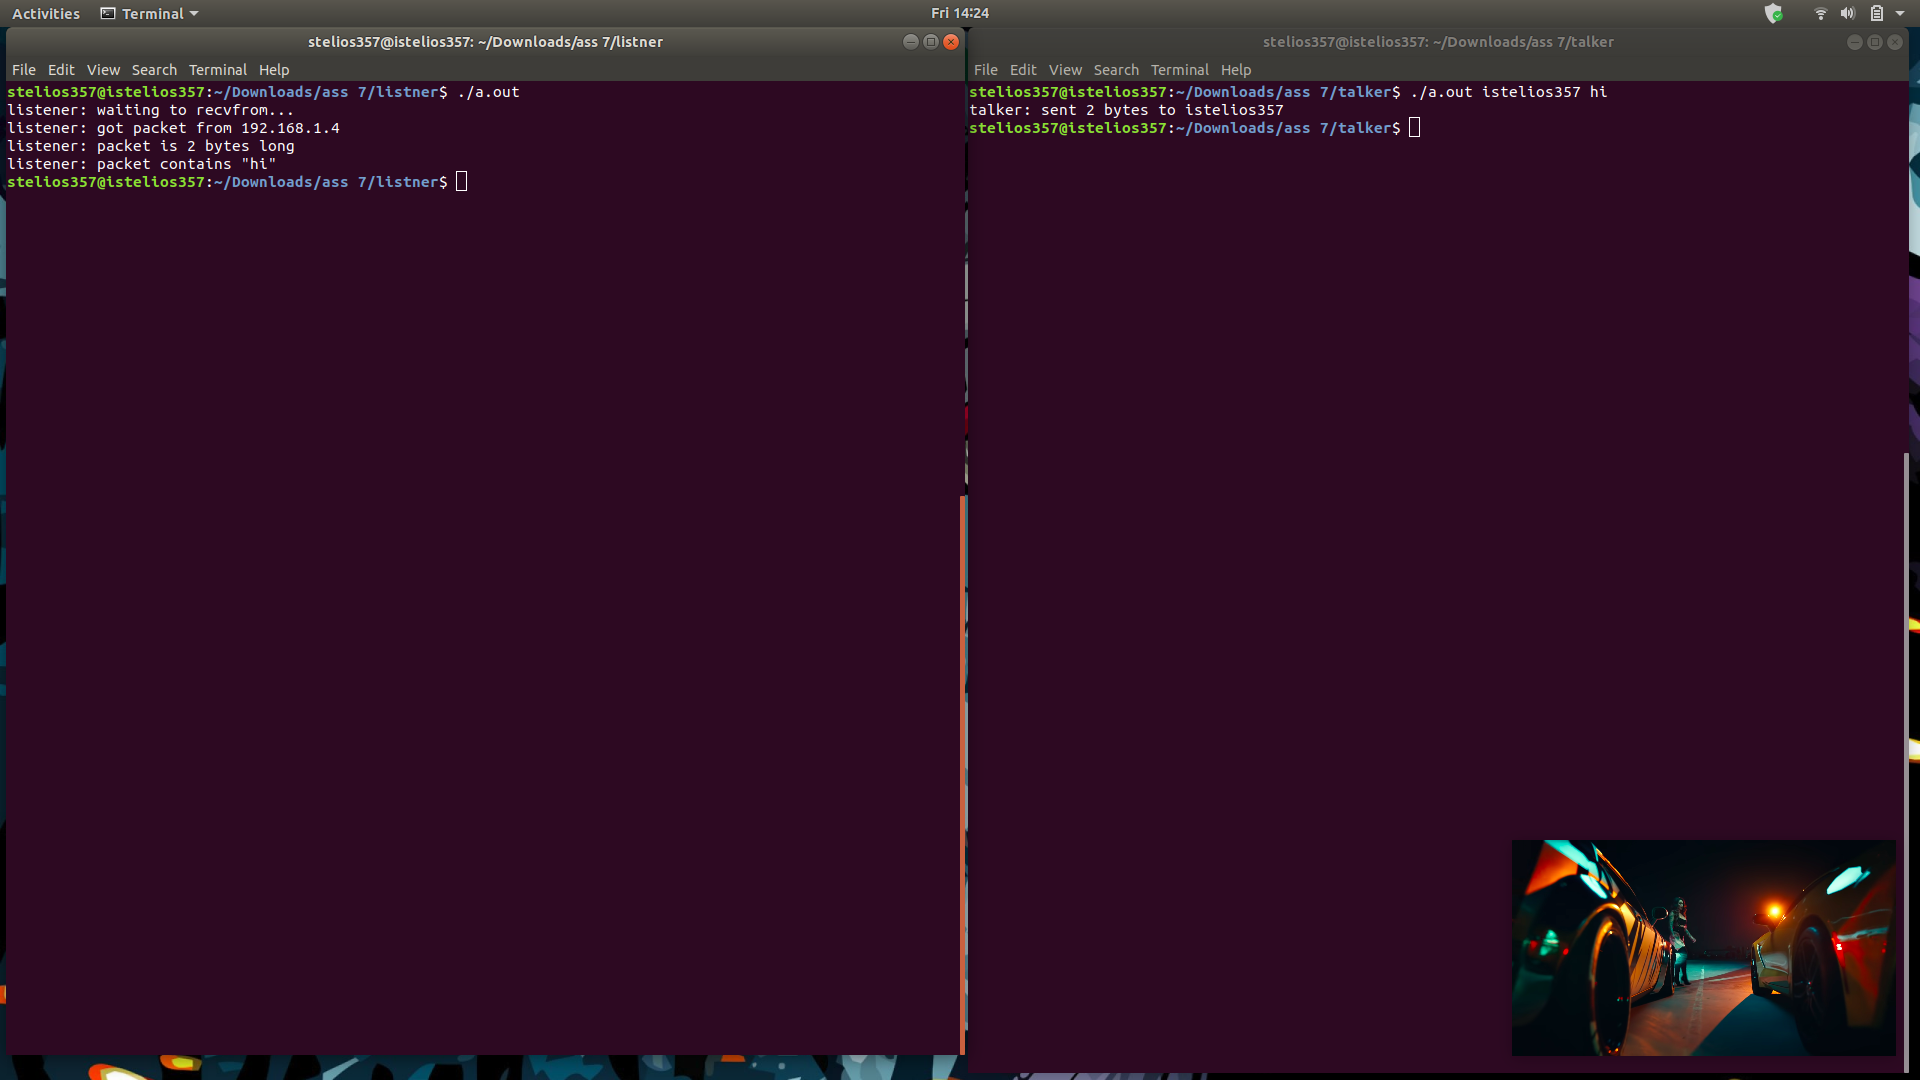 Activities Terminal Fri 14:24
stelios357@istelios357: ~/Downloads/ass 7/listner
File Edit View Search Terminal Help
stelios357@istelios357:~/Downloads/ass 7/listner$ ./a.out
listener: waiting to recvfrom...
listener: got packet from 192.168.1.4
listener: packet is 2 bytes long
listener: packet contains "hi"
stelios357@istelios357:~/Downloads/ass 7/listner$
stelios357@istelios357: ~/Downloads/ass 7/talker
File Edit View Search Terminal Help
stelios357@istelios357:~/Downloads/ass 7/talker$ ./a.out istelios357 hi
talker: sent 2 bytes to istelios357
stelios357@istelios357:~/Downloads/ass 7/talker$